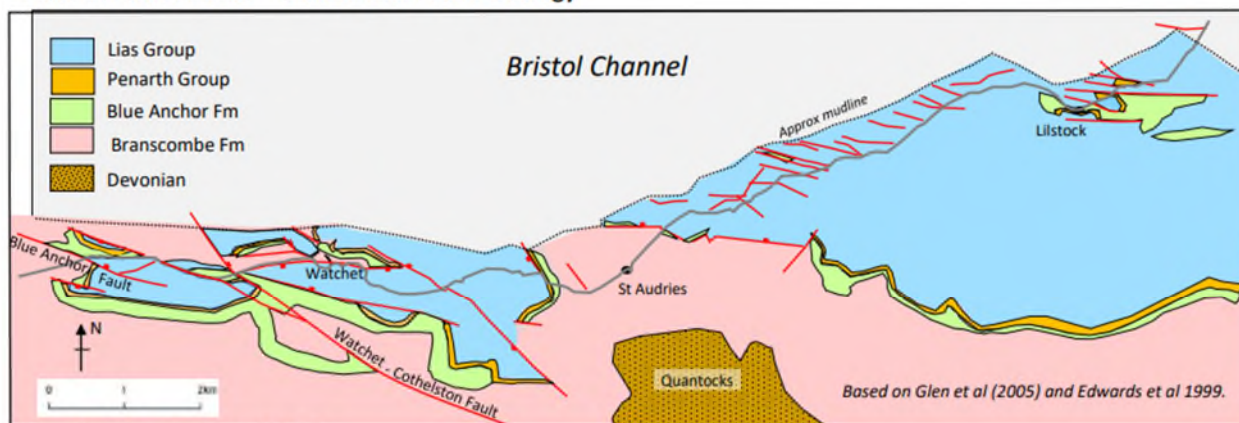 Lias Group
Penarth Group
Blue Anchor Fm
Branscombe Fm
Devonian
Bristol Channel
Approx mudline
Lilstock
Blue Anchor
Fault
Watchet
St Audries
Watchet - Cothelston Fault
Quantocks
N
0 1 2km
Based on Glen et al (2005) and Edwards et al 1999.